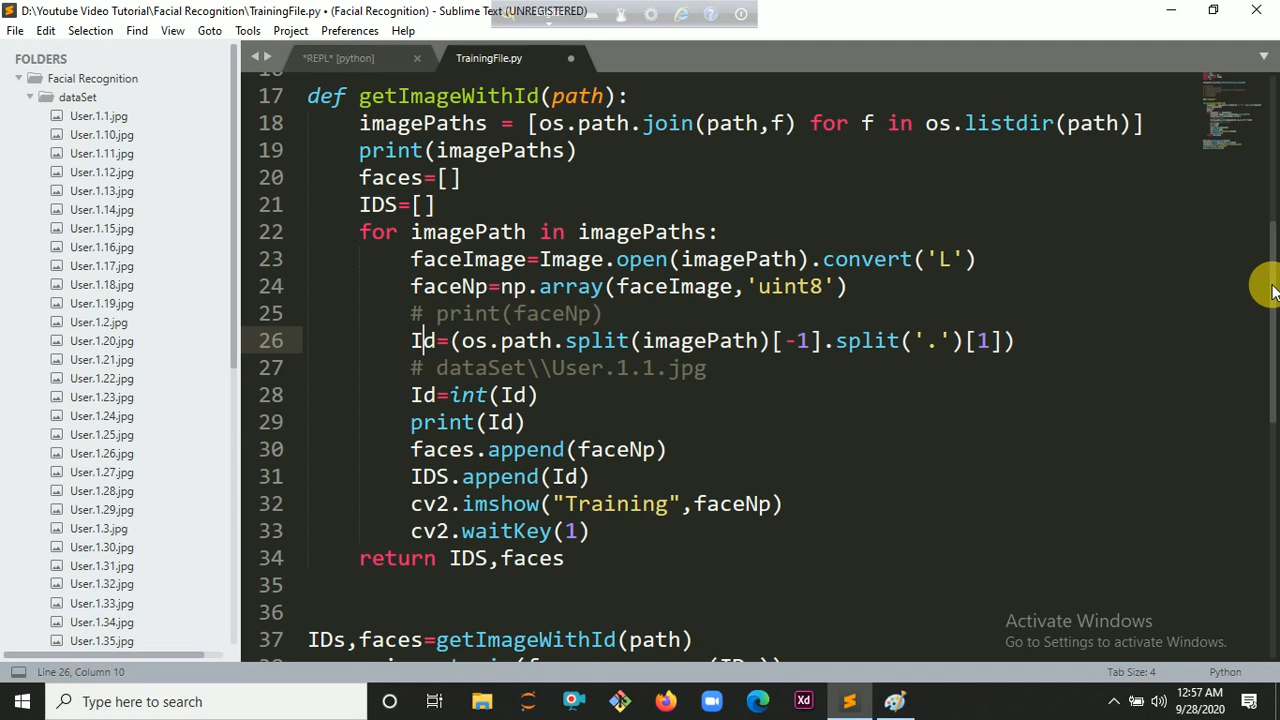 D:\Youtube Video Tutorial\Facial Recognition\TrainingFile.py • (Facial Recognition) - Sublime Text (UNREGISTERED)
File Edit Selection Find View Goto Tools Project Preferences Help
FOLDERS
Facial Recognition
dataSet
User.1.1.jpg
User.1.10.jpg
User.1.11.jpg
User.1.12.jpg
User.1.13.jpg
User.1.14.jpg
User.1.15.jpg
User.1.16.jpg
User.1.17.jpg
User.1.18.jpg
User.1.19.jpg
User.1.2.jpg
User.1.20.jpg
User.1.21.jpg
User.1.22.jpg
User.1.23.jpg
User.1.24.jpg
User.1.25.jpg
User.1.26.jpg
User.1.27.jpg
User.1.28.jpg
User.1.29.jpg
User.1.3.jpg
User.1.30.jpg
User.1.31.jpg
User.1.32.jpg
User.1.33.jpg
User.1.34.jpg
User.1.35.jpg
*REPL* [python] TrainingFile.py
17 def getImageWithId(path):
18 imagePaths = [os.path.join(path,f) for f in os.listdir(path)]
19 print(imagePaths)
20 faces=[]
21 IDS=[]
22 for imagePath in imagePaths:
23 faceImage=Image.open(imagePath).convert('L')
24 faceNp=np.array(faceImage,'uint8')
25 # print(faceNp)
26 Id=(os.path.split(imagePath)[-1].split('.')[1])
27 # dataSet\\User.1.1.jpg
28 Id=int(Id)
29 print(Id)
30 faces.append(faceNp)
31 IDS.append(Id)
32 cv2.imshow("Training",faceNp)
33 cv2.waitKey(1)
34 return IDS,faces
35
36
37 IDs,faces=getImageWithId(path)
Activate Windows
Go to Settings to activate Windows.
Line 26, Column 10 Tab Size: 4 Python
Type here to search
Xd
12:57 AM
9/28/2020